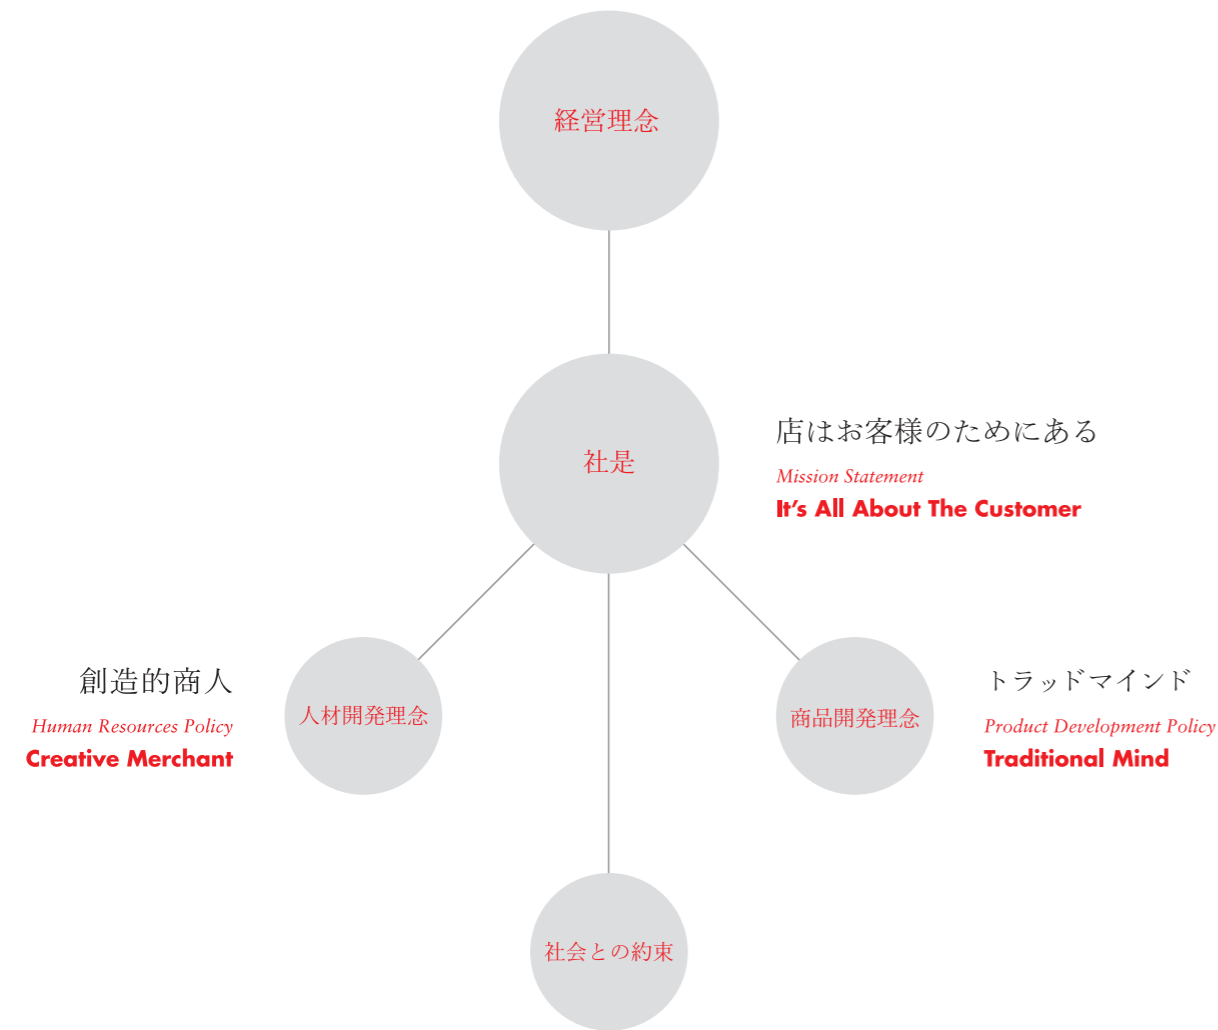 経営理念
社是
店はお客様のためにある
Mission Statement
It's All About The Customer
創造的商人
Human Resources Policy
Creative Merchant
人材開発理念
商品開発理念
トラッドマインド
Product Development Policy
Traditional Mind
社会との約束